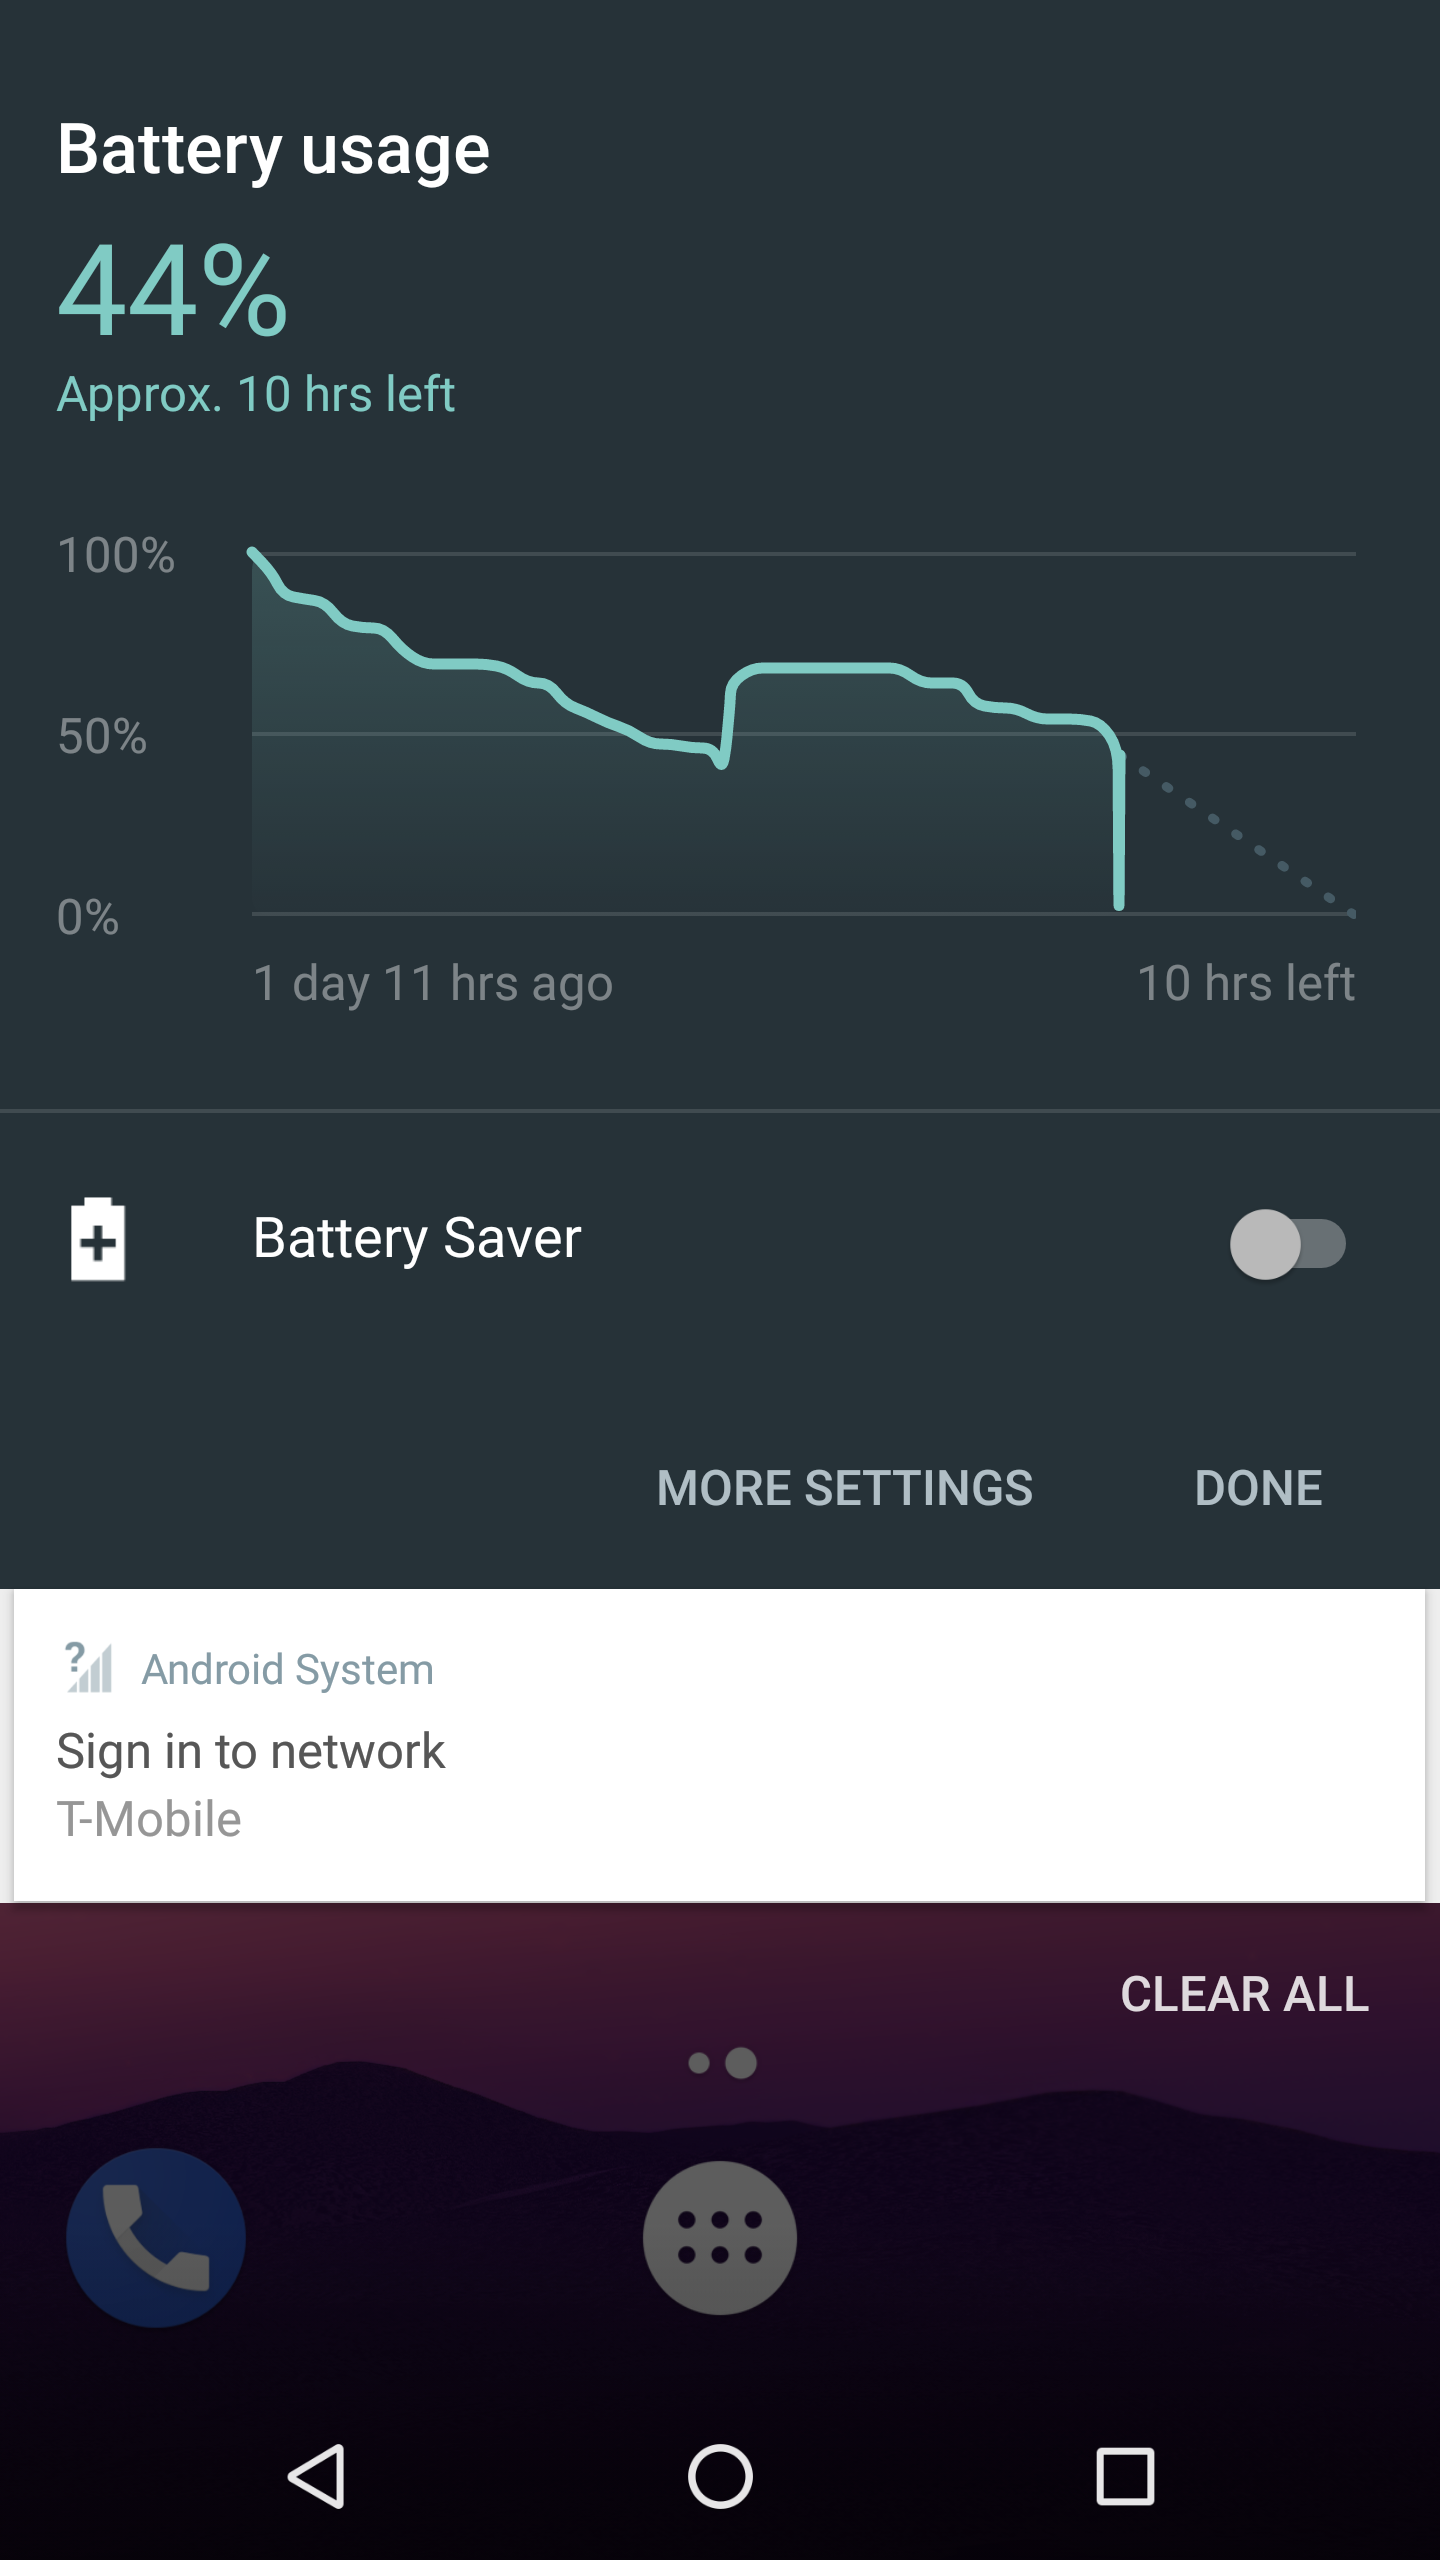 Battery usage
44%
Approx. 10 hrs left
100%
50%
0%
1 day 11 hrs ago 10 hrs left
Battery Saver
MORE SETTINGS DONE
? Android System
Sign in to network
T-Mobile
CLEAR ALL